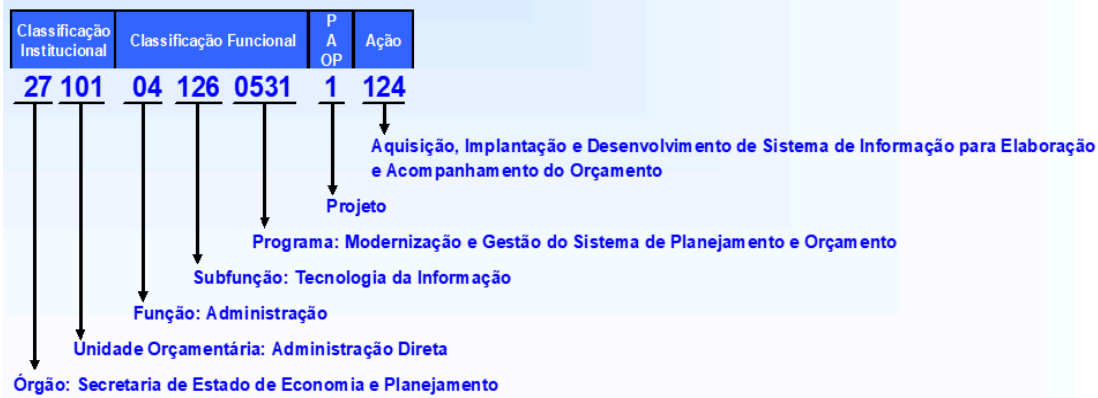 Classificação
Institucional
Classificação Funcional
P
A
OP
Ação
27 101 04 126 0531 1 124
Aquisição, Implantação e Desenvolvimento de Sistema de Informação para Elaboração
e Acompanhamento do Orçamento
Projeto
Programa: Modernização e Gestão do Sistema de Planejamento e Orçamento
Subfunção: Tecnologia da Informação
Função: Administração
Unidade Orçamentária: Administração Direta
Órgão: Secretaria de Estado de Economia e Planejamento